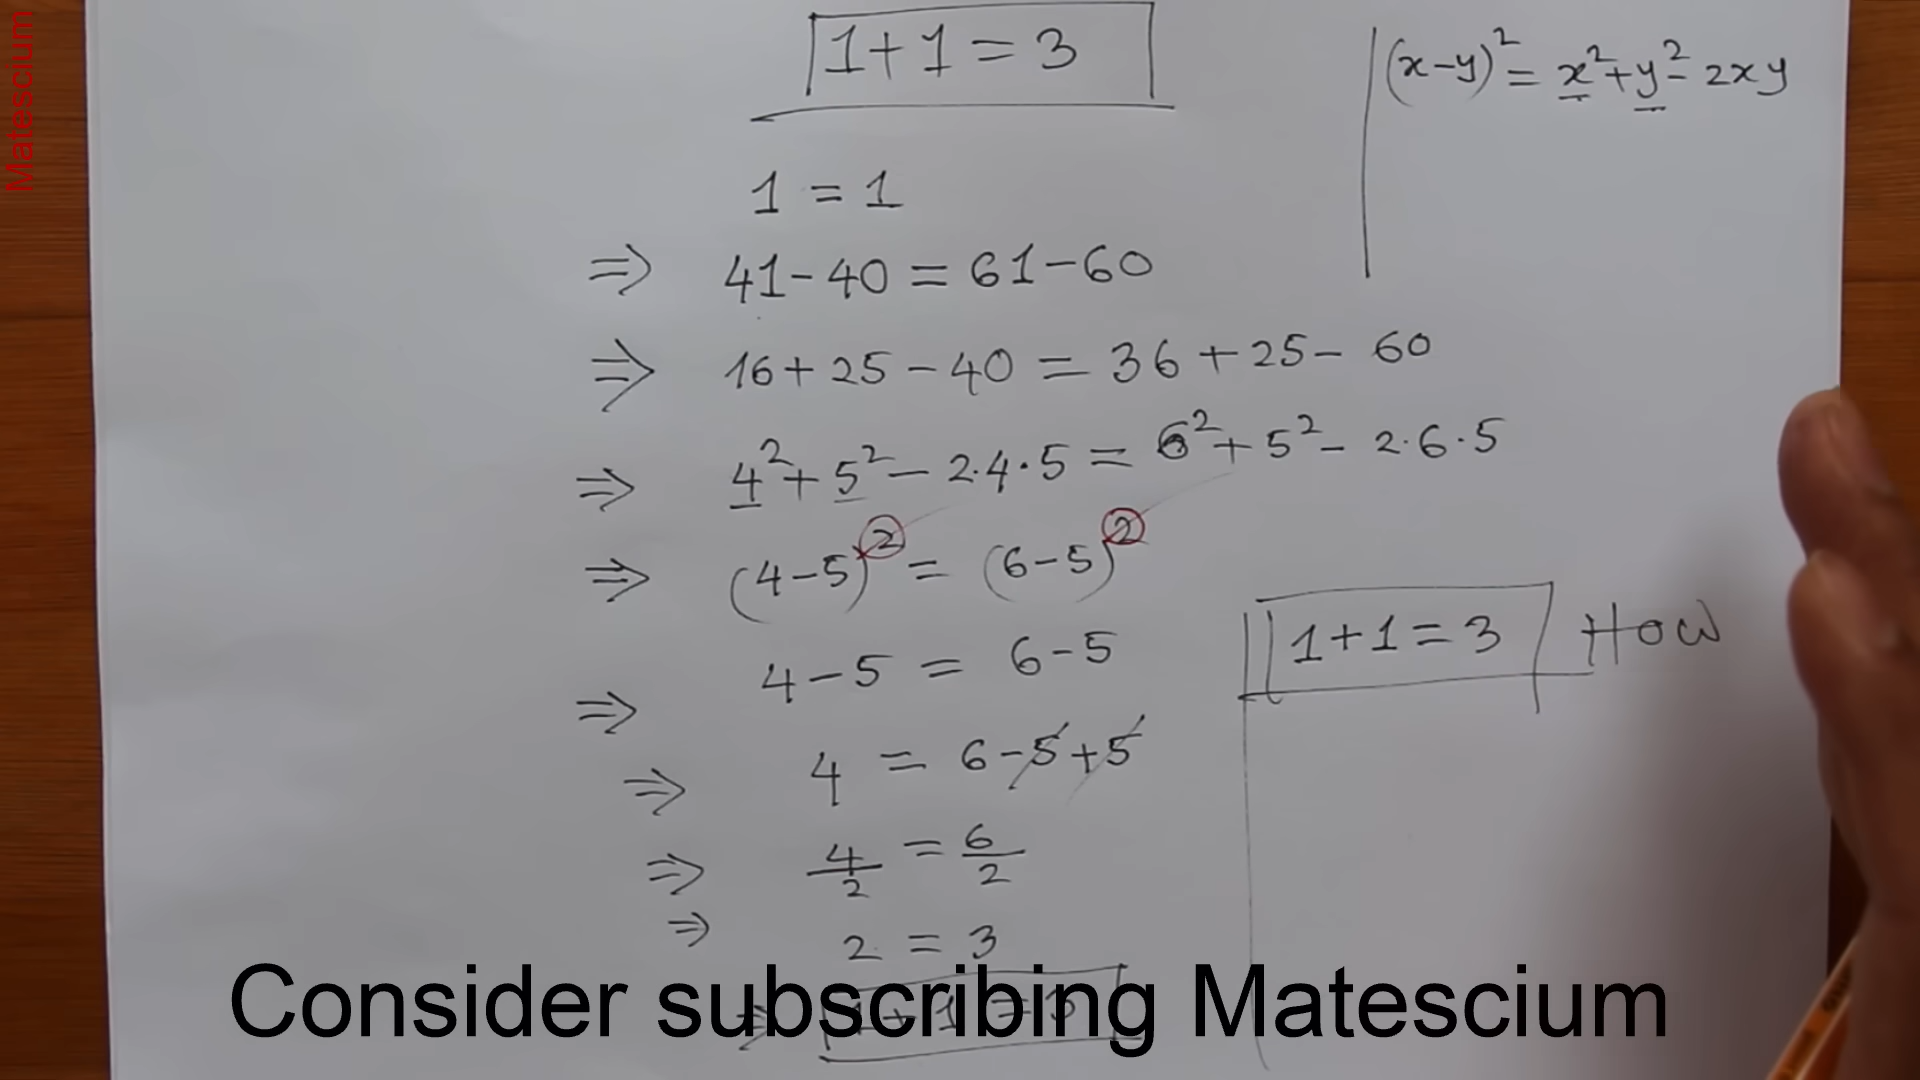 Matescium
1+1=3
(x-y)²= x²+y²- 2xy
1 = 1
⇒ 41-40=61-60
⇒ 16+25-40=36+25-60
⇒ 4²+5²-2·4·5=6²+5²-2·6·5
⇒ (4-5)²=(6-5)²
⇒ 4-5 = 6-5
1+1=3 How
⇒ 4 = 6-5+5
⇒ 4/2 = 6/2
⇒ 2 = 3
Consider subscribing Matescium